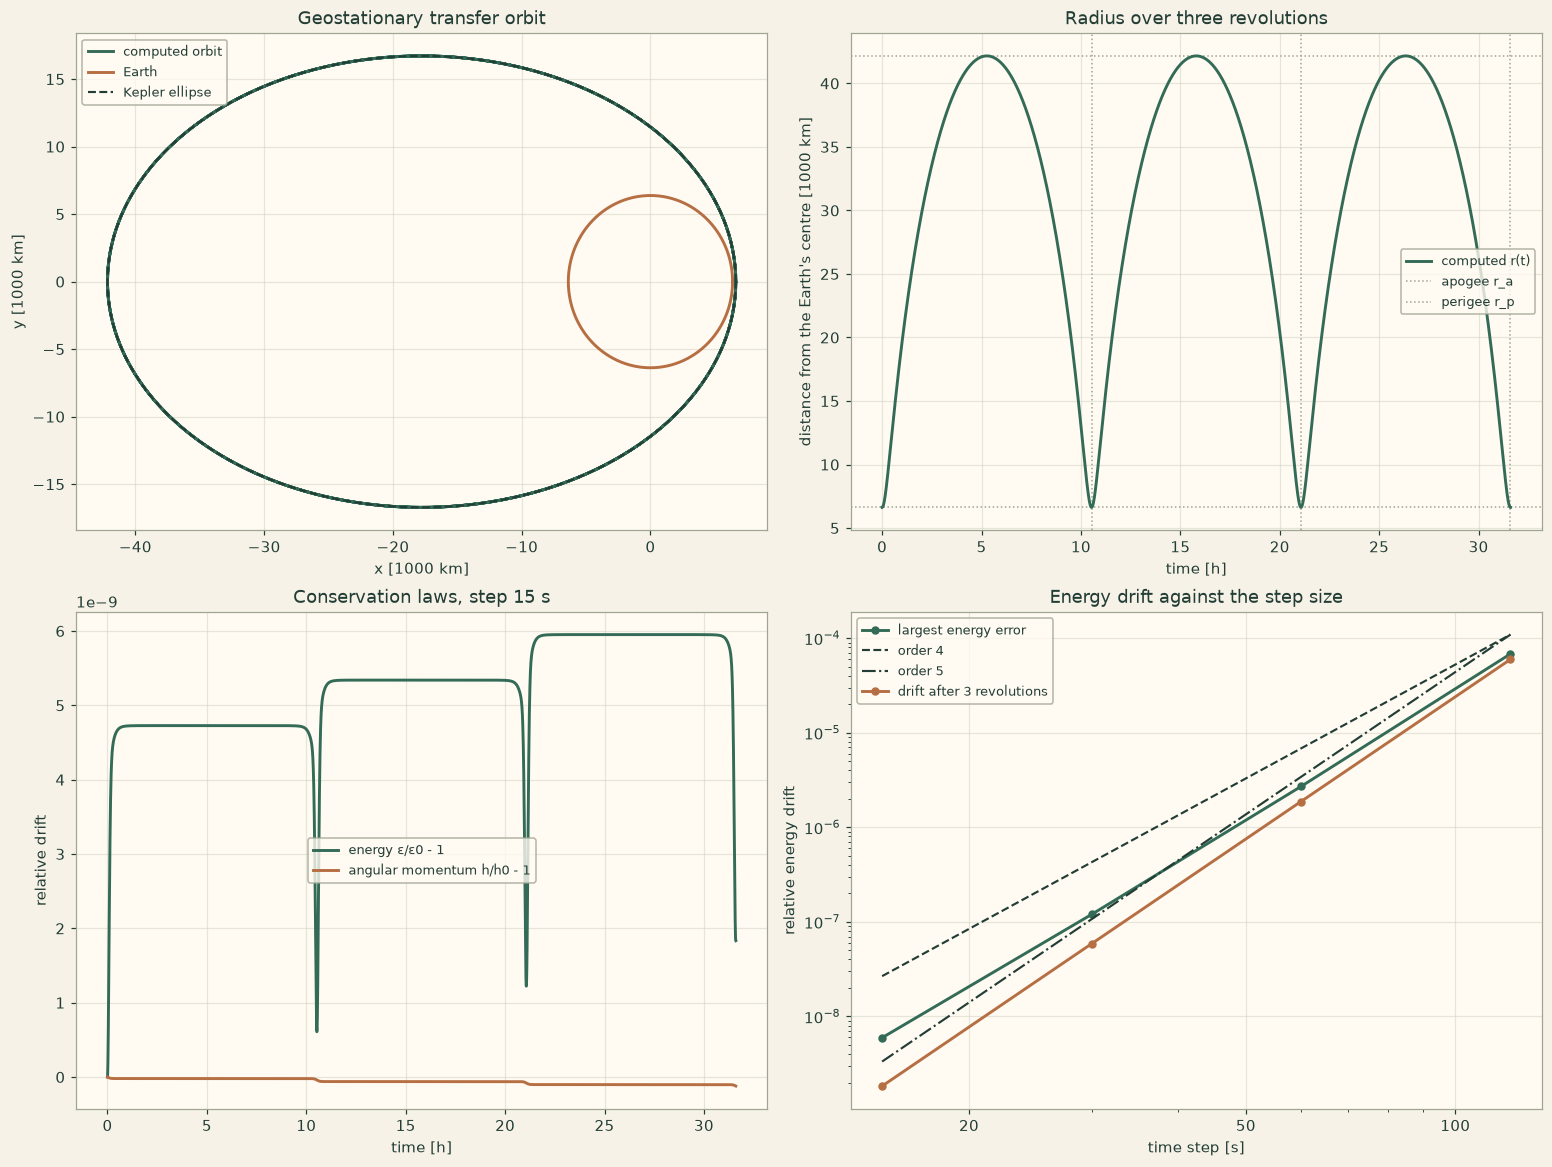 Geostationary transfer orbit
computed orbit
Earth
Kepler ellipse
15
10
5
0
−5
−10
−15
y [1000 km]
−40
−30
−20
−10
0
x [1000 km]
Radius over three revolutions
40
35
30
25
20
15
10
5
distance from the Earth's centre [1000 km]
computed r(t)
apogee r_a
perigee r_p
0
5
10
15
20
25
30
time [h]
Conservation laws, step 15 s
1e−9
6
5
4
3
2
1
0
relative drift
energy ε/ε0 - 1
angular momentum h/h0 - 1
0
5
10
15
20
25
30
time [h]
Energy drift against the step size
largest energy error
order 4
order 5
drift after 3 revolutions
10⁻⁴
10⁻⁵
10⁻⁶
10⁻⁷
10⁻⁸
relative energy drift
20
50
100
time step [s]